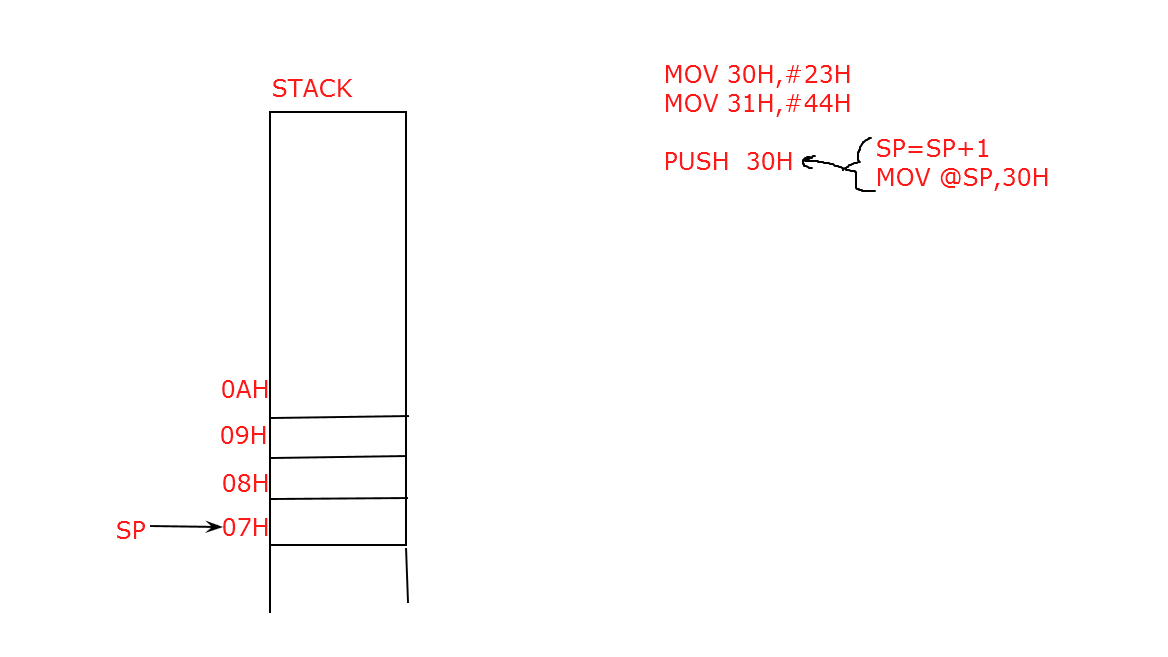 STACK
0AH
09H
08H
SP
07H
MOV 30H,#23H
MOV 31H,#44H
PUSH 30H
SP=SP+1
MOV @SP,30H